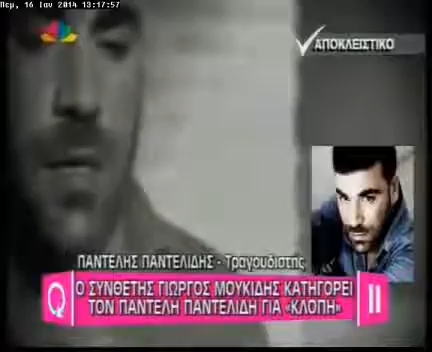 Πεμ, 16 Ιαν 2014 13:17:57
ΑΠΟΚΛΕΙΣΤΙΚΟ
ΠΑΝΤΕΛΗΣ ΠΑΝΤΕΛΙΔΗΣ - Τραγουδιστής
Ο ΣΥΝΘΕΤΗΣ ΓΙΩΡΓΟΣ ΜΟΥΚΙΔΗΣ ΚΑΤΗΓΟΡΕΙ
ΤΟΝ ΠΑΝΤΕΛΗ ΠΑΝΤΕΛΙΔΗ ΓΙΑ «ΚΛΟΠΗ»